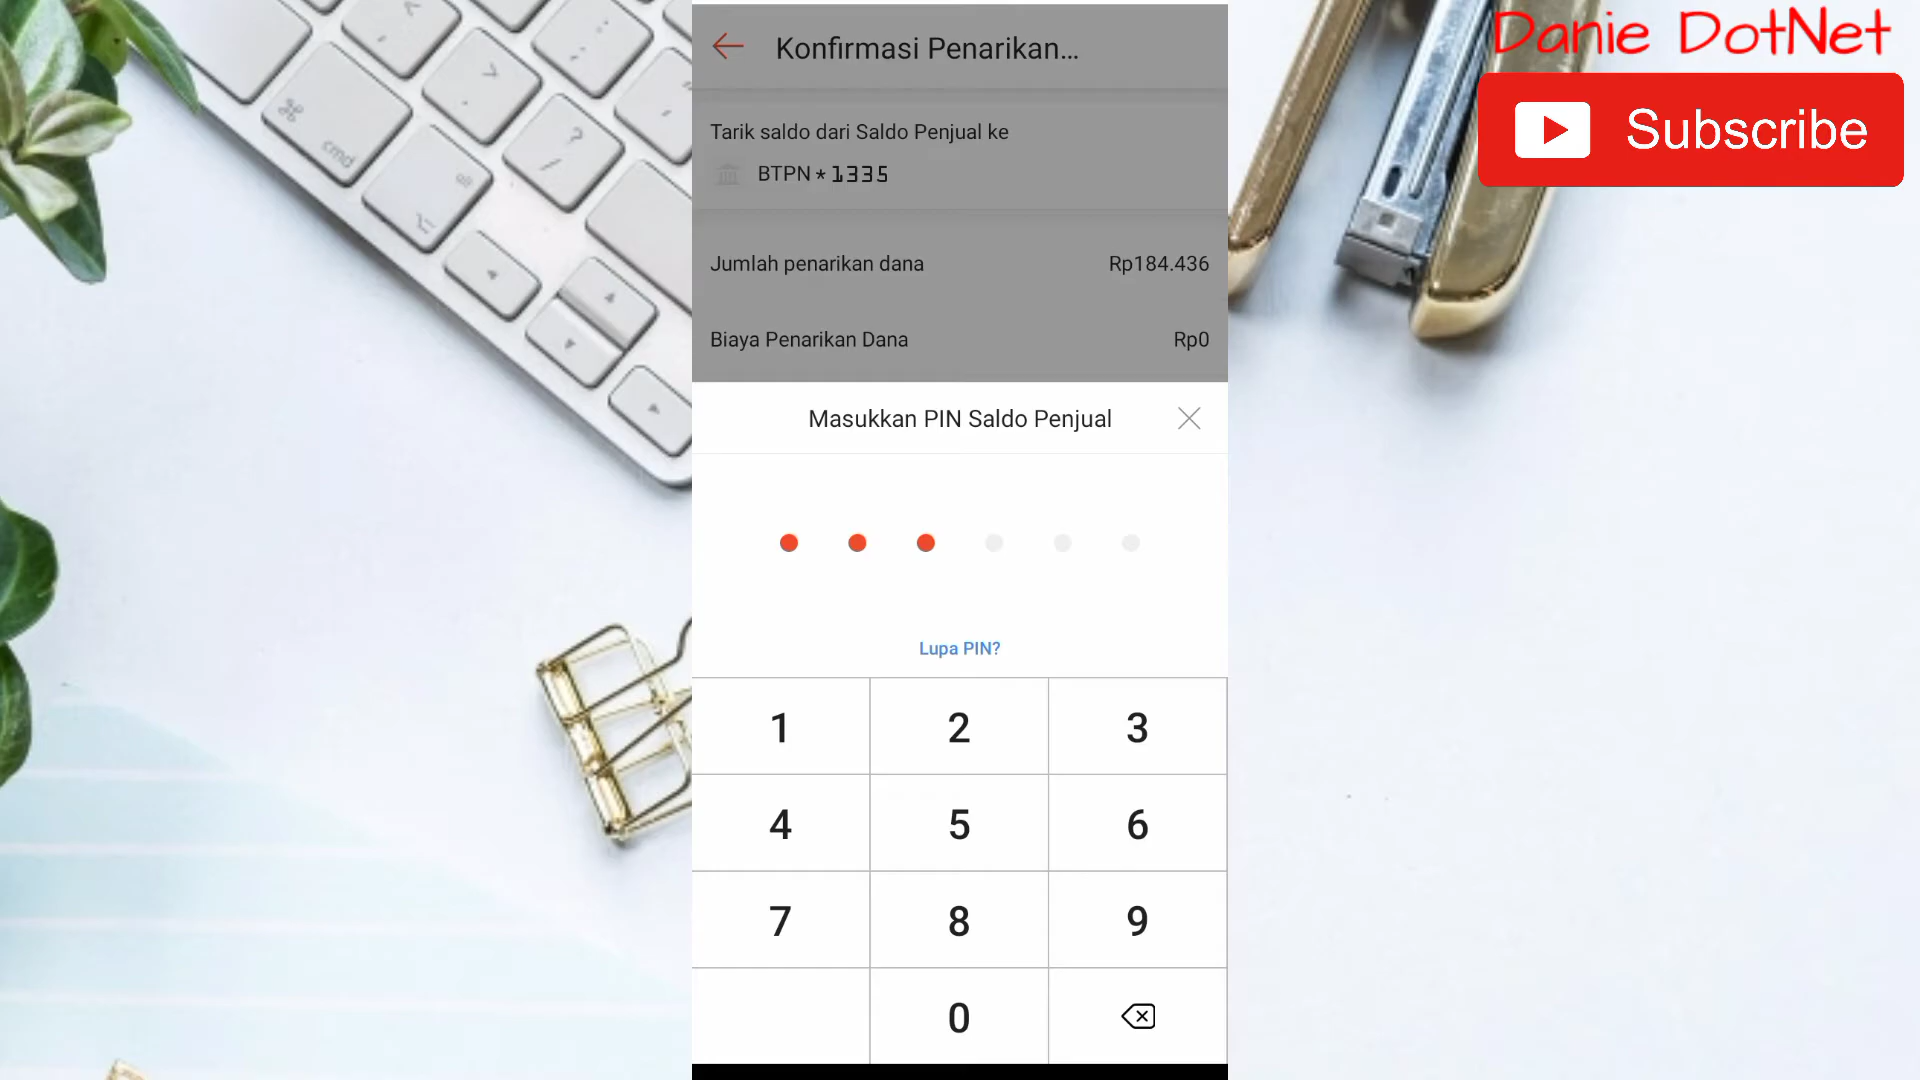 Danie DotNet
Subscribe
Konfirmasi Penarikan...
Tarik saldo dari Saldo Penjual ke
BTPN * 1335
Jumlah penarikan dana Rp184.436
Biaya Penarikan Dana Rp0
Masukkan PIN Saldo Penjual
Lupa PIN?
1 2 3
4 5 6
7 8 9
0
cmd